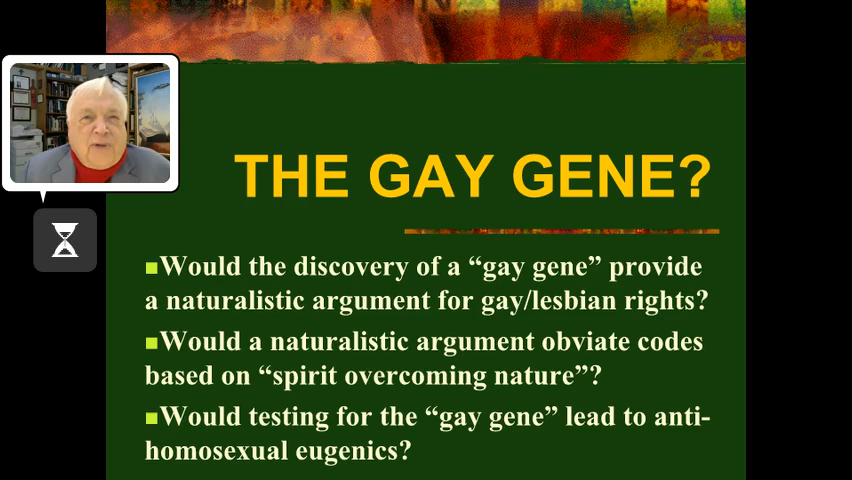 THE GAY GENE?
■Would the discovery of a “gay gene” provide
a naturalistic argument for gay/lesbian rights?
■Would a naturalistic argument obviate codes
based on “spirit overcoming nature”?
■Would testing for the “gay gene” lead to anti-
homosexual eugenics?